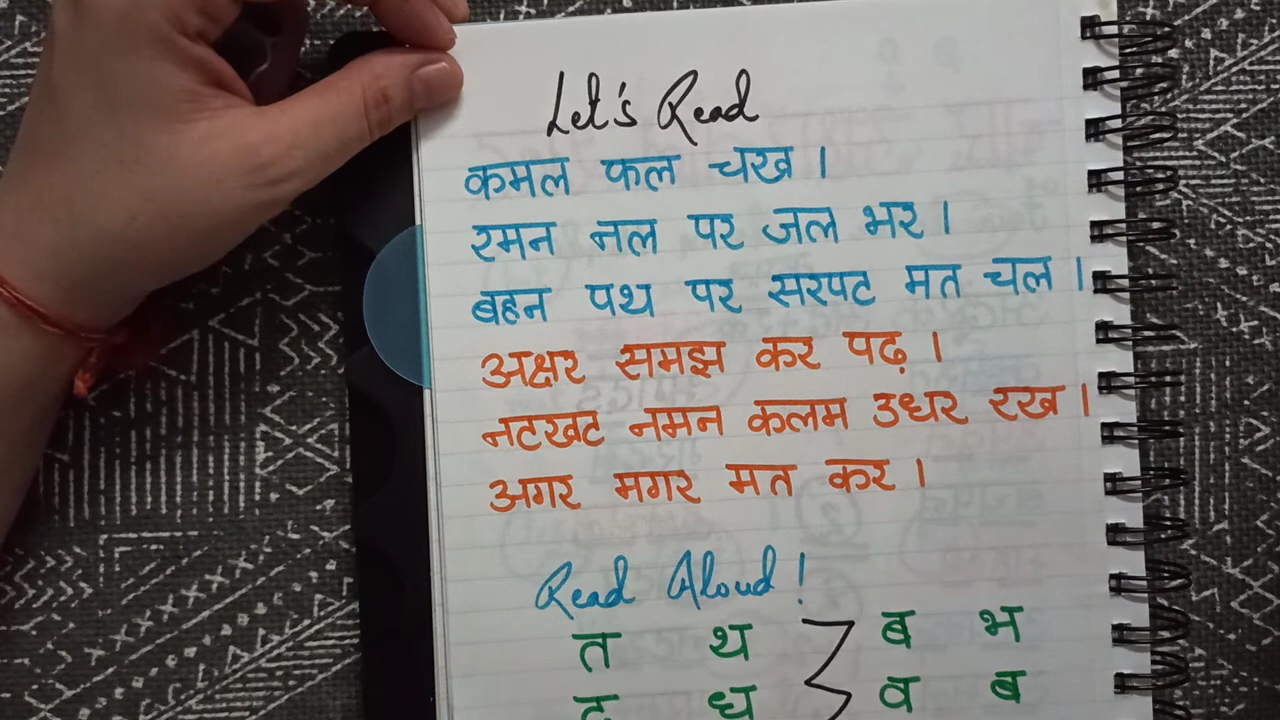 Let's Read
कमल फल चख ।
रमन नल पर जल भर ।
बहन पथ पर सरपट मत चल ।
अक्षर समझ कर पढ़ ।
नटखट नमन कलम उधर रख ।
अगर मगर मत कर ।
Read Aloud !
त थ ब भ
द ध व ब